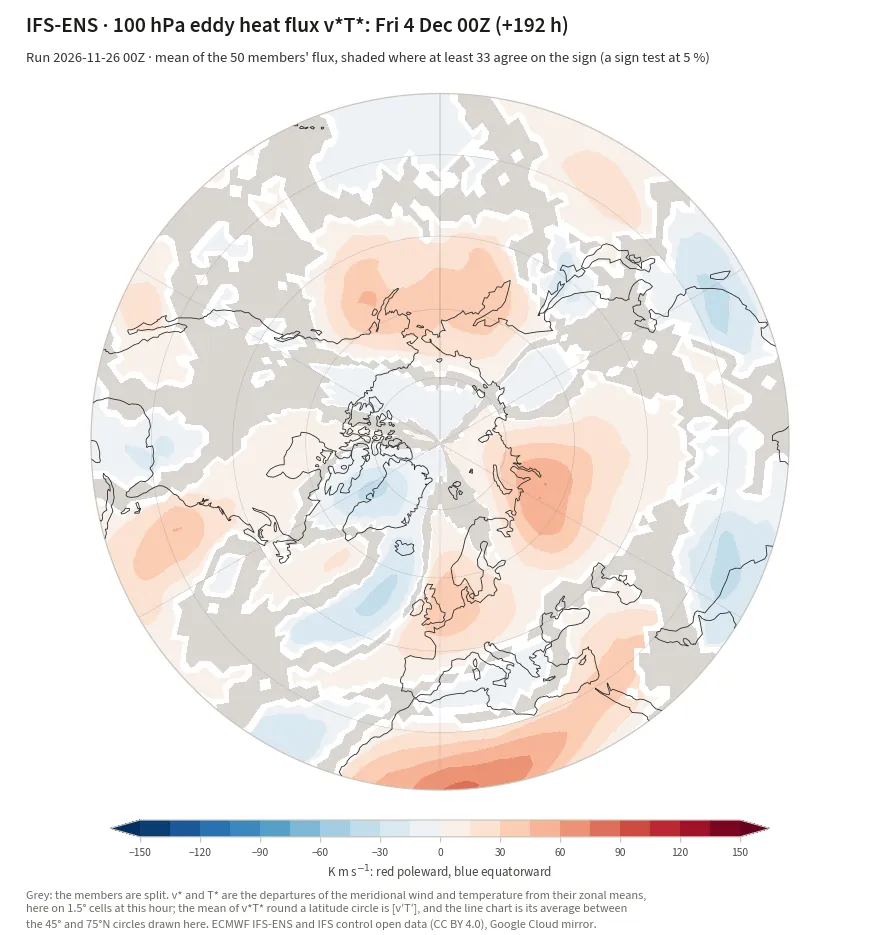 IFS-ENS · 100 hPa eddy heat flux v*T*: Fri 4 Dec 00Z (+192 h)
Run 2026-11-26 00Z · mean of the 50 members' flux, shaded where at least 33 agree on the sign (a sign test at 5 %)
−150 −120 −90 −60 −30 0 30 60 90 120 150
K m s⁻¹: red poleward, blue equatorward
Grey: the members are split. v* and T* are the departures of the meridional wind and temperature from their zonal means,
here on 1.5° cells at this hour; the mean of v*T* round a latitude circle is [v'T'], and the line chart is its average between
the 45° and 75°N circles drawn here. ECMWF IFS-ENS and IFS control open data (CC BY 4.0), Google Cloud mirror.